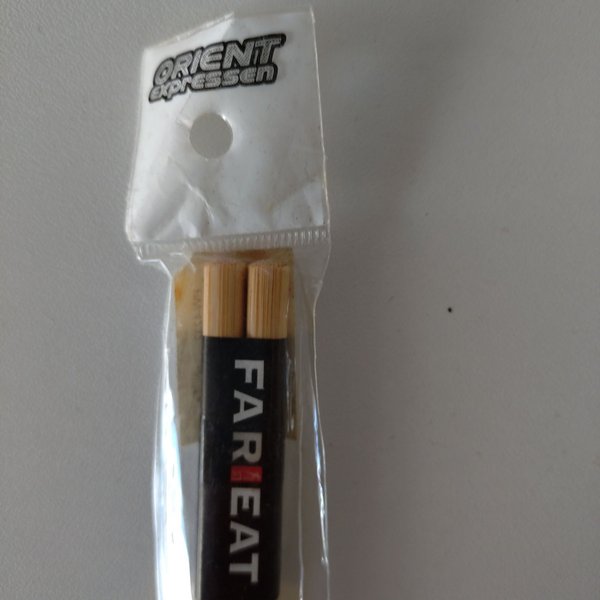 ORIENT
expressen
FAR EAT